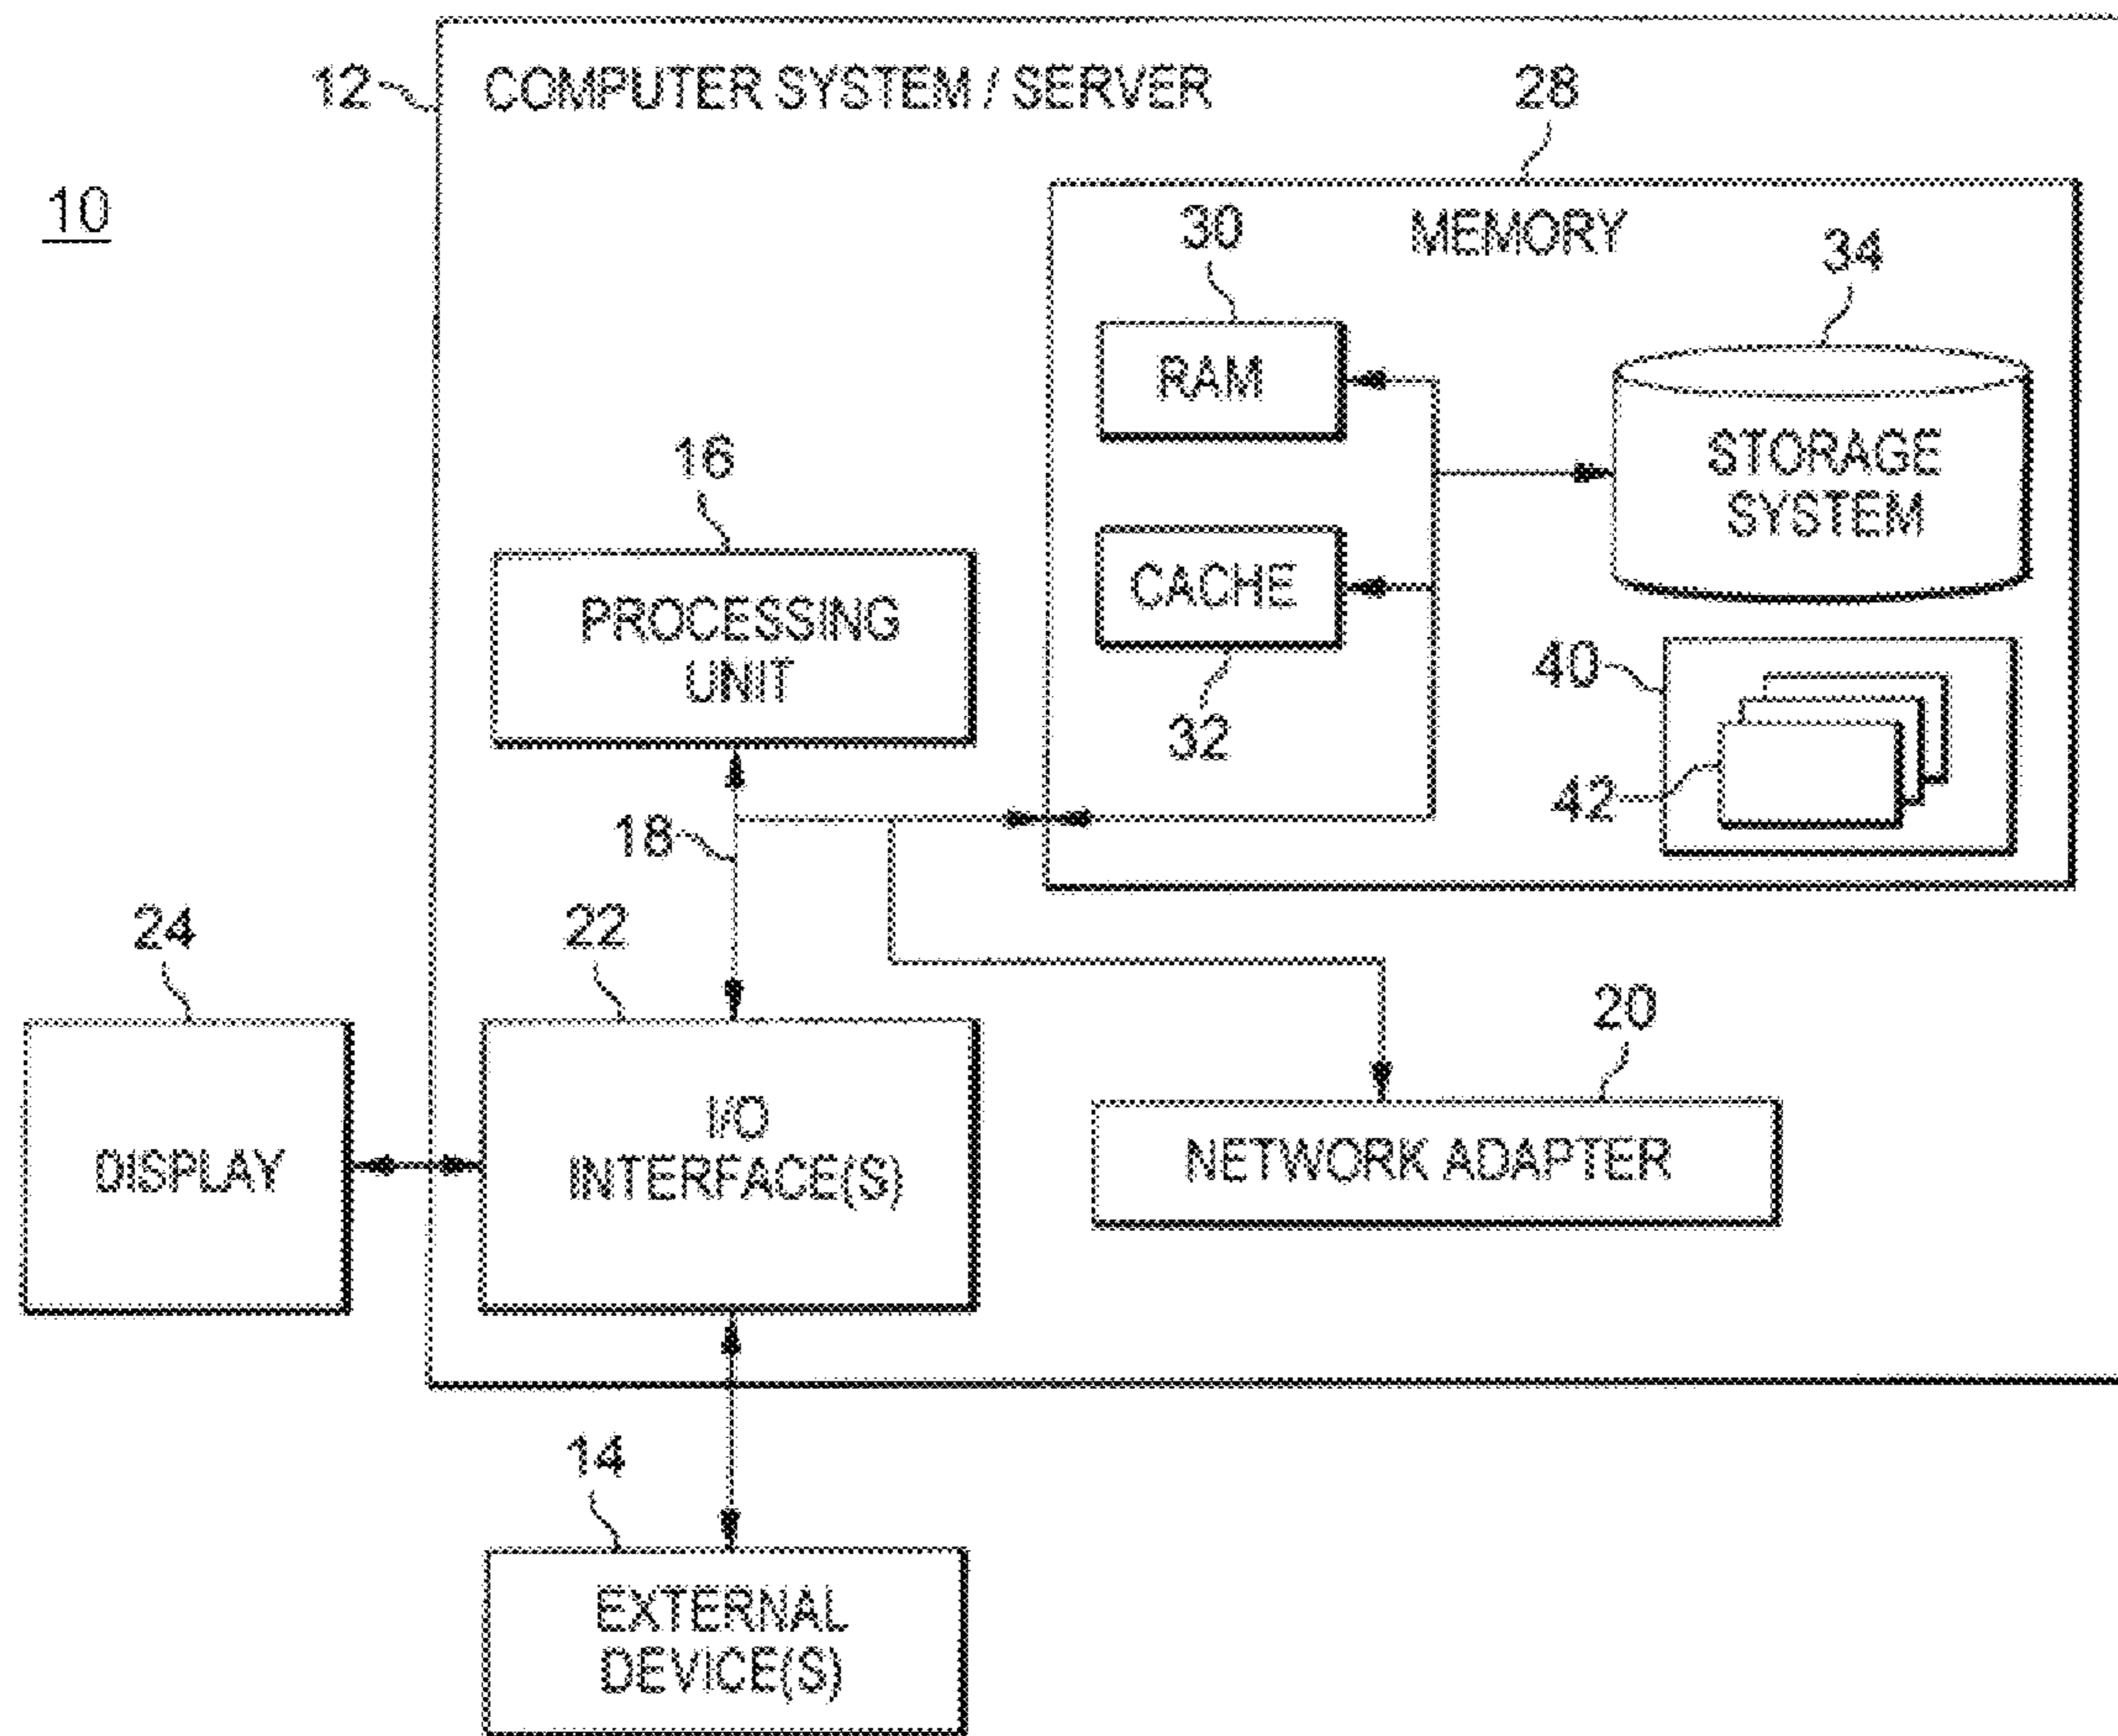 12
COMPUTER SYSTEM / SERVER
28
10
30
MEMORY
34
RAM
STORAGE
SYSTEM
16
PROCESSING
UNIT
CACHE
32
40
42
18
24
22
20
DISPLAY
I/O
INTERFACE(S)
NETWORK ADAPTER
14
EXTERNAL
DEVICE(S)